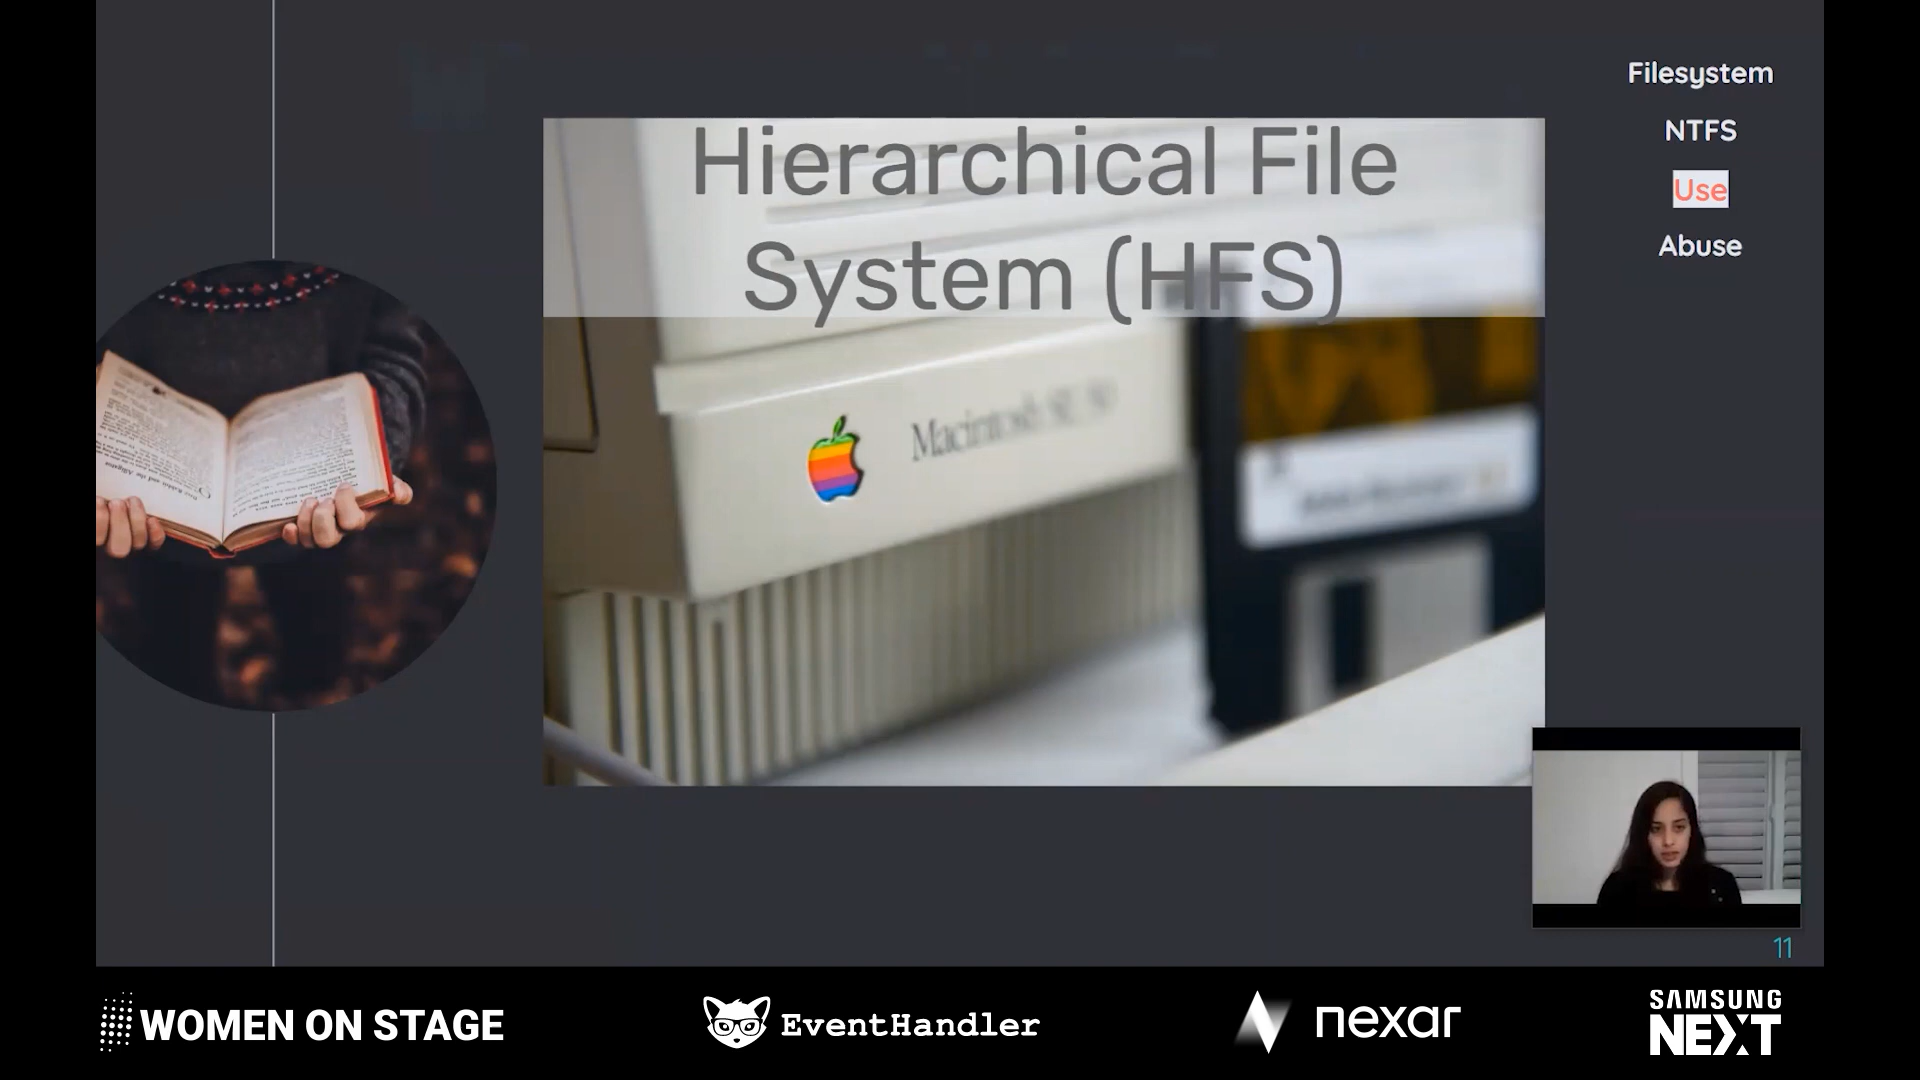 Hierarchical File
System (HFS)
Filesystem
NTFS
Use
Abuse
Macintosh SE/30
11
WOMEN ON STAGE
EventHandler
nexar
SAMSUNG
NEXT